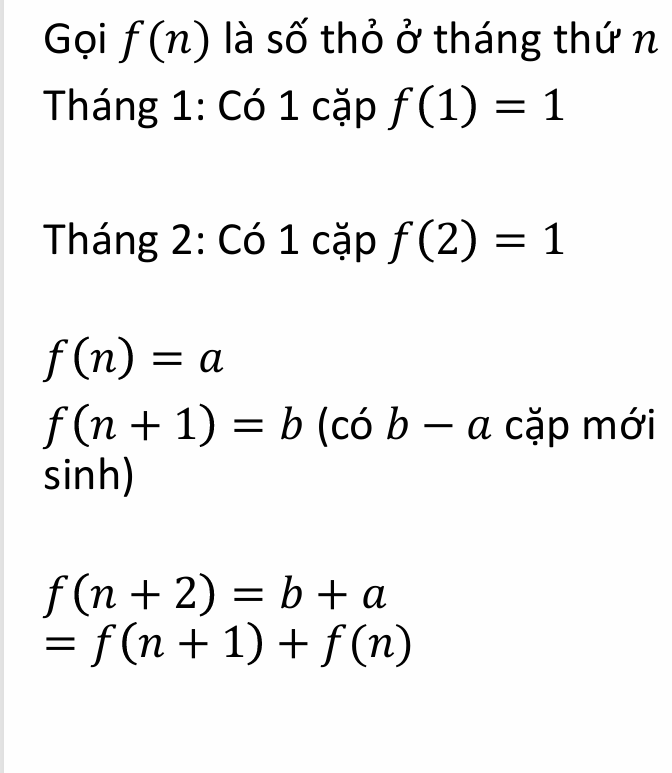 Gọi f(n) là số thỏ ở tháng thứ n
Tháng 1: Có 1 cặp f(1) = 1
Tháng 2: Có 1 cặp f(2) = 1
f(n) = a
f(n + 1) = b (có b − a cặp mới
sinh)
f(n + 2) = b + a
= f(n + 1) + f(n)